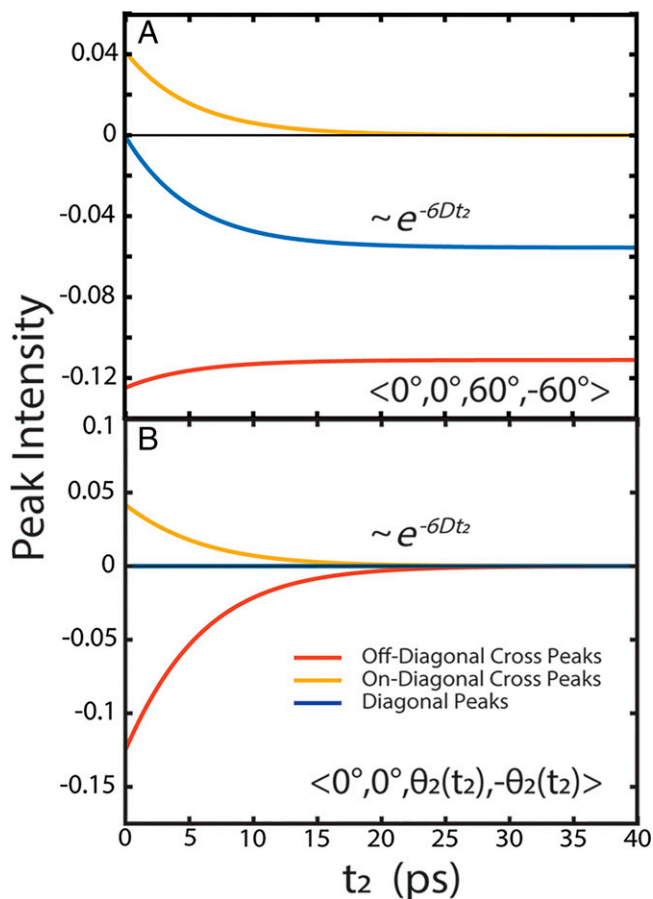 A
0.04
0
~ e^-6Dt₂
-0.04
-0.08
-0.12
<0°,0°,60°,-60°>
Peak Intensity
B
0.1
0.05
~ e^-6Dt₂
0
-0.05
Off-Diagonal Cross Peaks
On-Diagonal Cross Peaks
-0.1
Diagonal Peaks
-0.15
<0°,0°,θ₂(t₂),-θ₂(t₂)>
0 5 10 15 20 25 30 35 40
t₂ (ps)